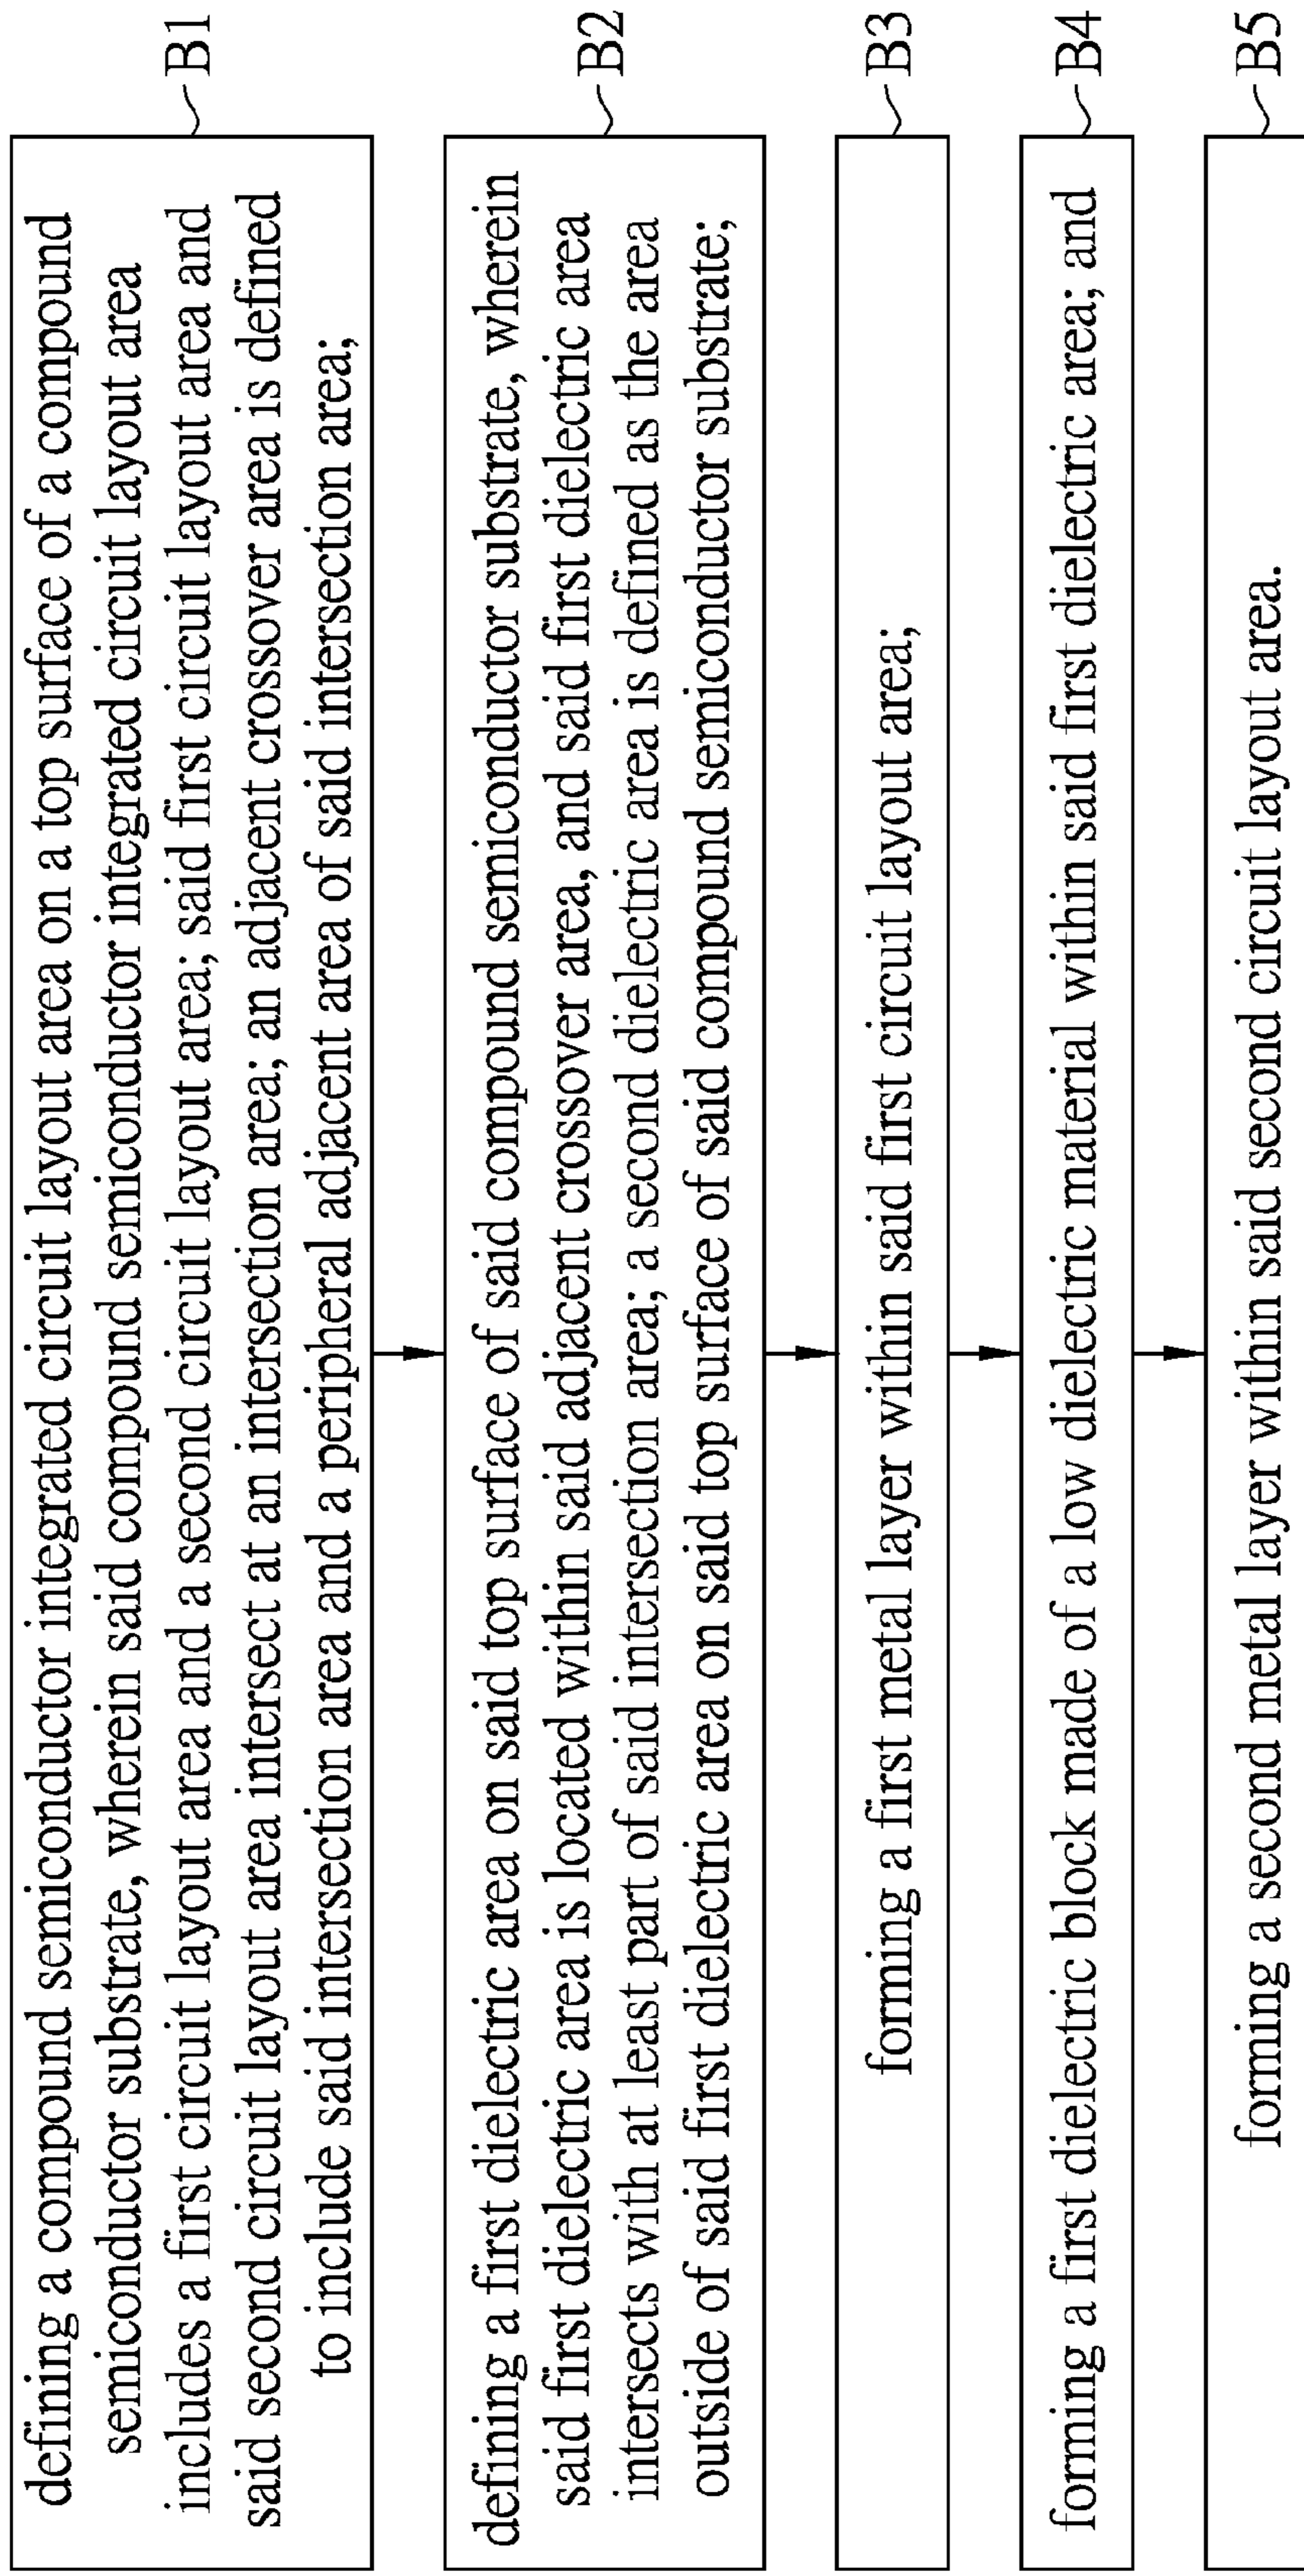 defining a compound semiconductor integrated circuit layout area on a top surface of a compound
semiconductor substrate, wherein said compound semiconductor integrated circuit layout area
includes a first circuit layout area and a second circuit layout area; said first circuit layout area and
said second circuit layout area intersect at an intersection area; an adjacent crossover area is defined
to include said intersection area and a peripheral adjacent area of said intersection area;
B1
defining a first dielectric area on said top surface of said compound semiconductor substrate, wherein
said first dielectric area is located within said adjacent crossover area, and said first dielectric area
intersects with at least part of said intersection area; a second dielectric area is defined as the area
outside of said first dielectric area on said top surface of said compound semiconductor substrate;
B2
forming a first metal layer within said first circuit layout area;
B3
forming a first dielectric block made of a low dielectric material within said first dielectric area; and
B4
forming a second metal layer within said second circuit layout area.
B5